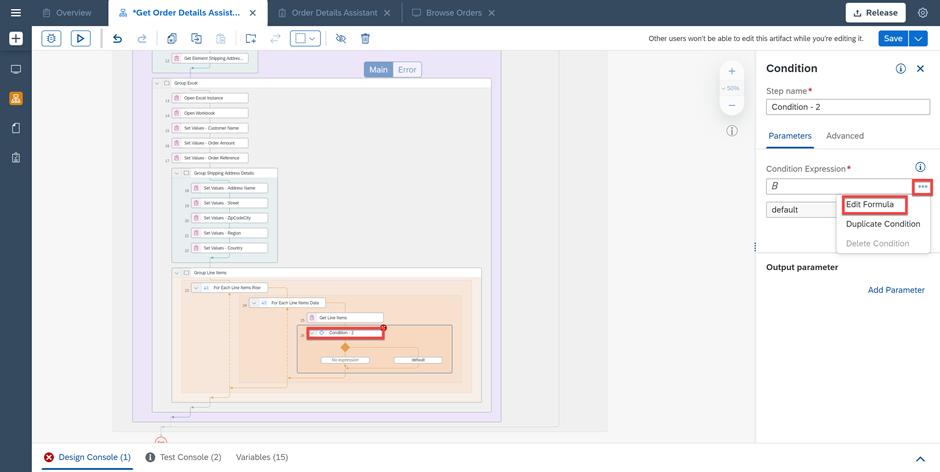 Overview
*Get Order Details Assist...
Order Details Assistant
Browse Orders
Release
Other users won't be able to edit this artifact while you're editing it.
Save
Main
Error
50%
12
Get Element Shipping Addres...
Group Excel
13
Open Excel Instance
14
Open Workbook
15
Set Values - Customer Name
16
Set Values - Order Amount
17
Set Values - Order Reference
Group Shipping Address Details
18
Set Values - Address Name
19
Set Values - Street
20
Set Values - ZipCodeCity
21
Set Values - Region
22
Set Values - Country
Group Line Items
23
For Each Line Items Row
24
For Each Line Items Data
25
Get Line Items
26
Condition - 2
No expression
default
Condition
Step name*
Condition - 2
Parameters
Advanced
Condition Expression*
B
default
Edit Formula
Duplicate Condition
Delete Condition
Output parameter
Add Parameter
Design Console (1)
Test Console (2)
Variables (15)